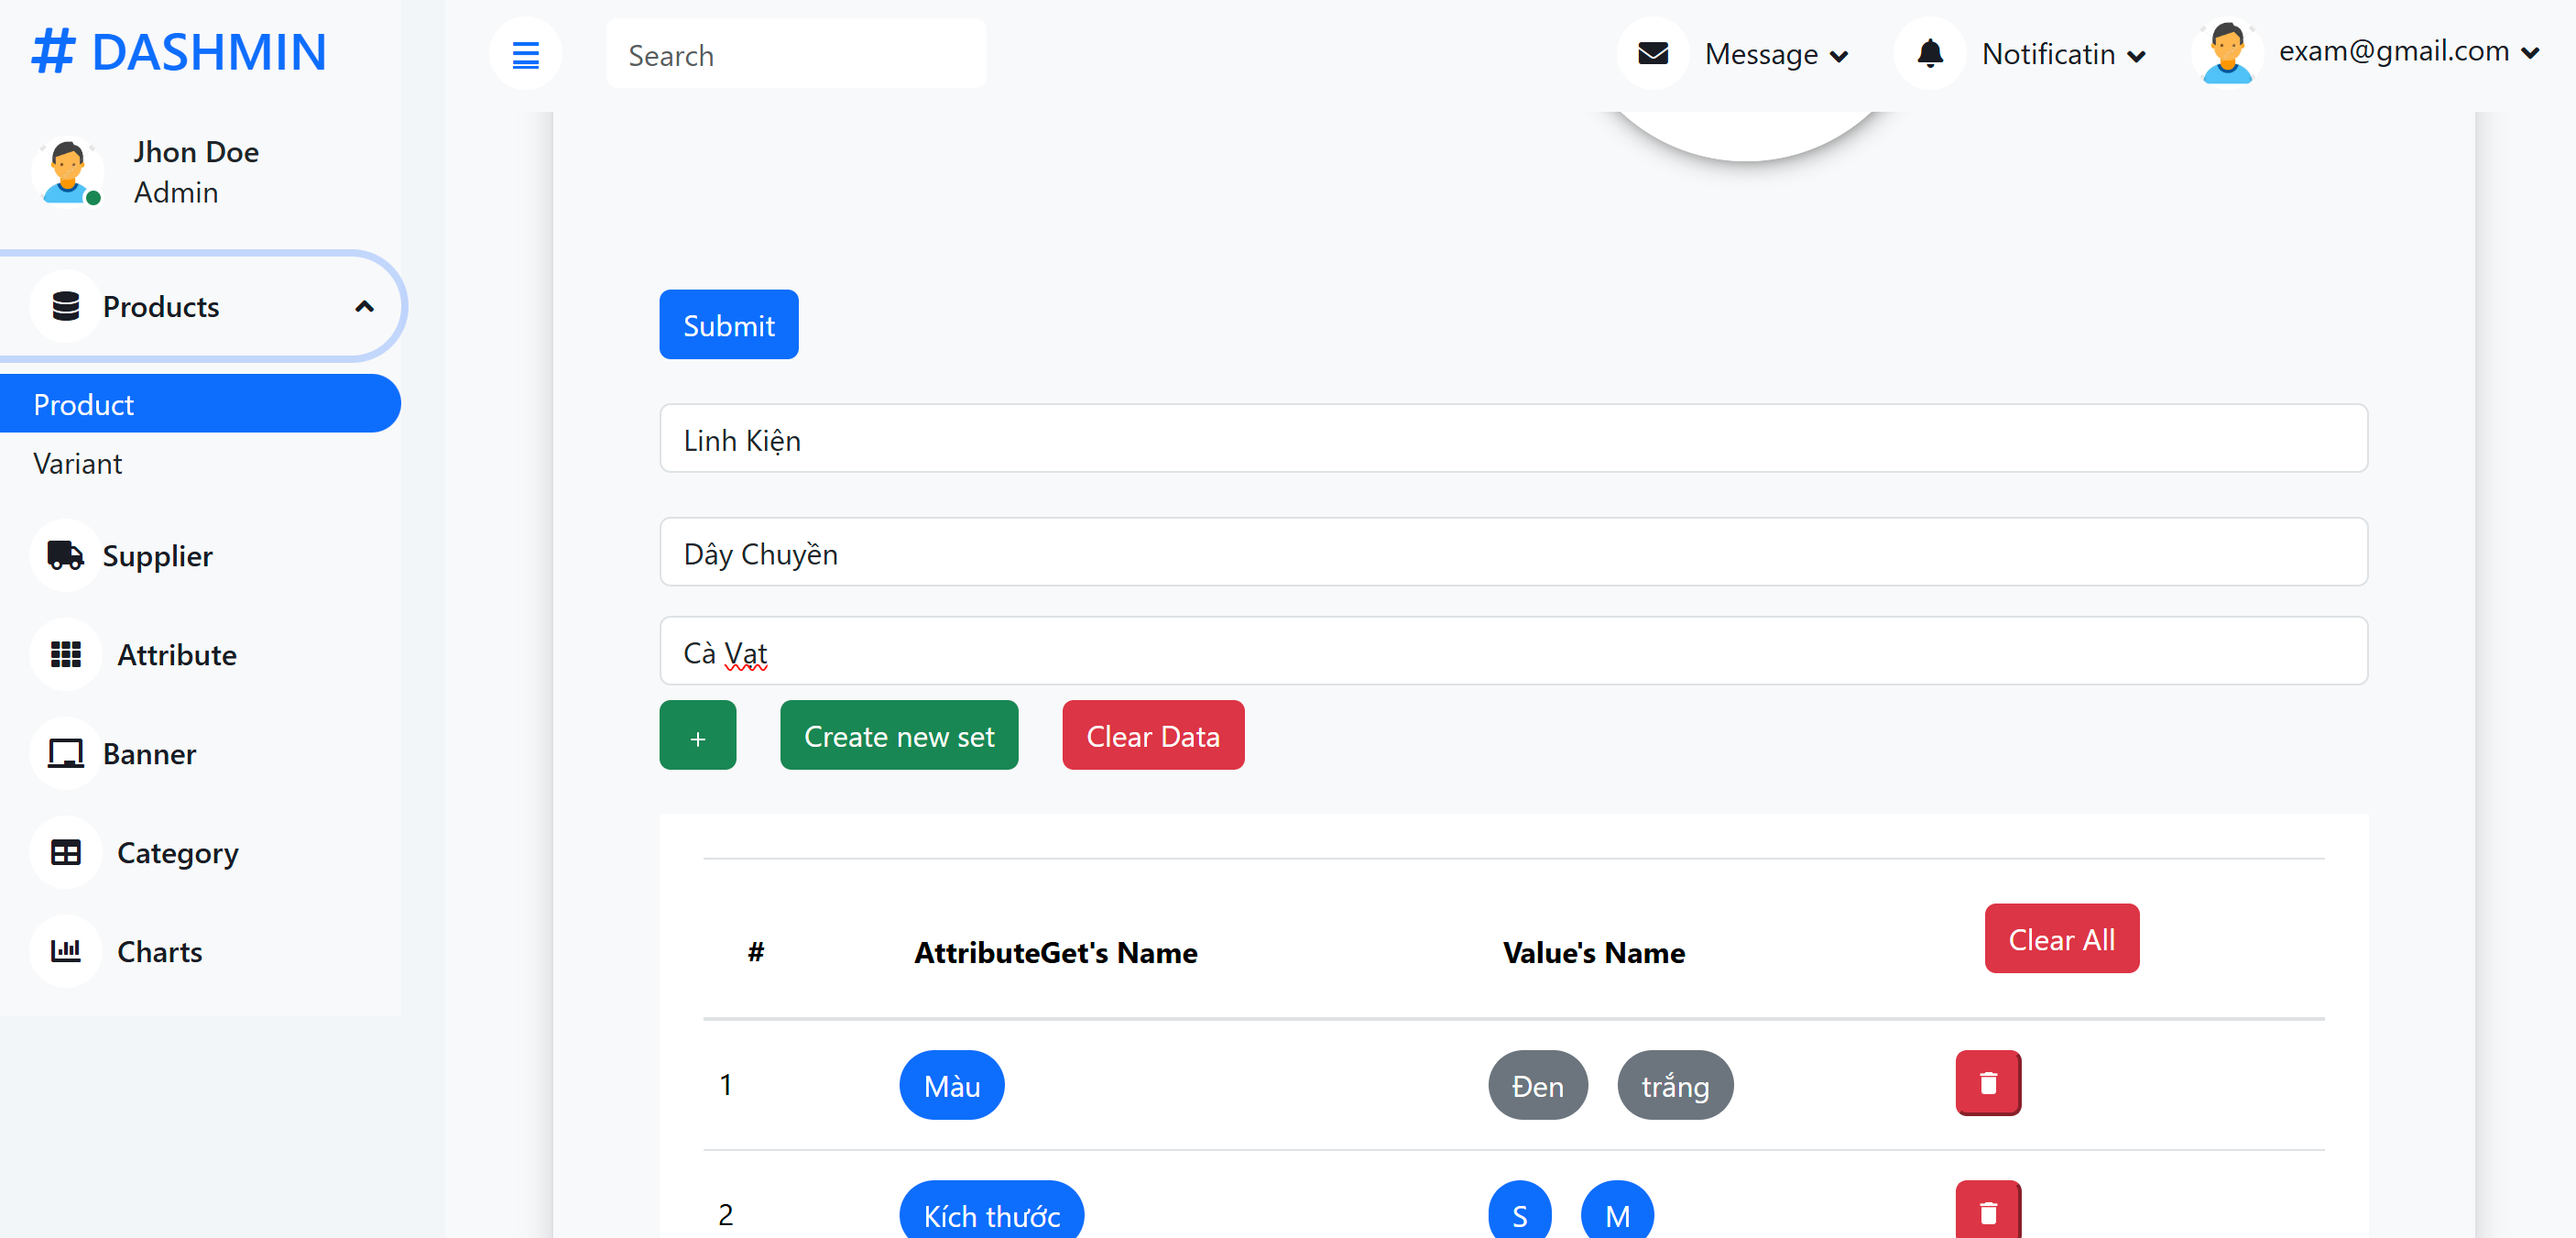 # DASHMIN
Search
Message
Notificatin
exam@gmail.com
Jhon Doe
Admin
Products
Product
Variant
Supplier
Attribute
Banner
Category
Charts
Submit
Linh Kiện
Dây Chuyền
Cà Vạt
+ Create new set Clear Data
# AttributeGet's Name Value's Name Clear All
1 Màu Đen trắng
2 Kích thước S M